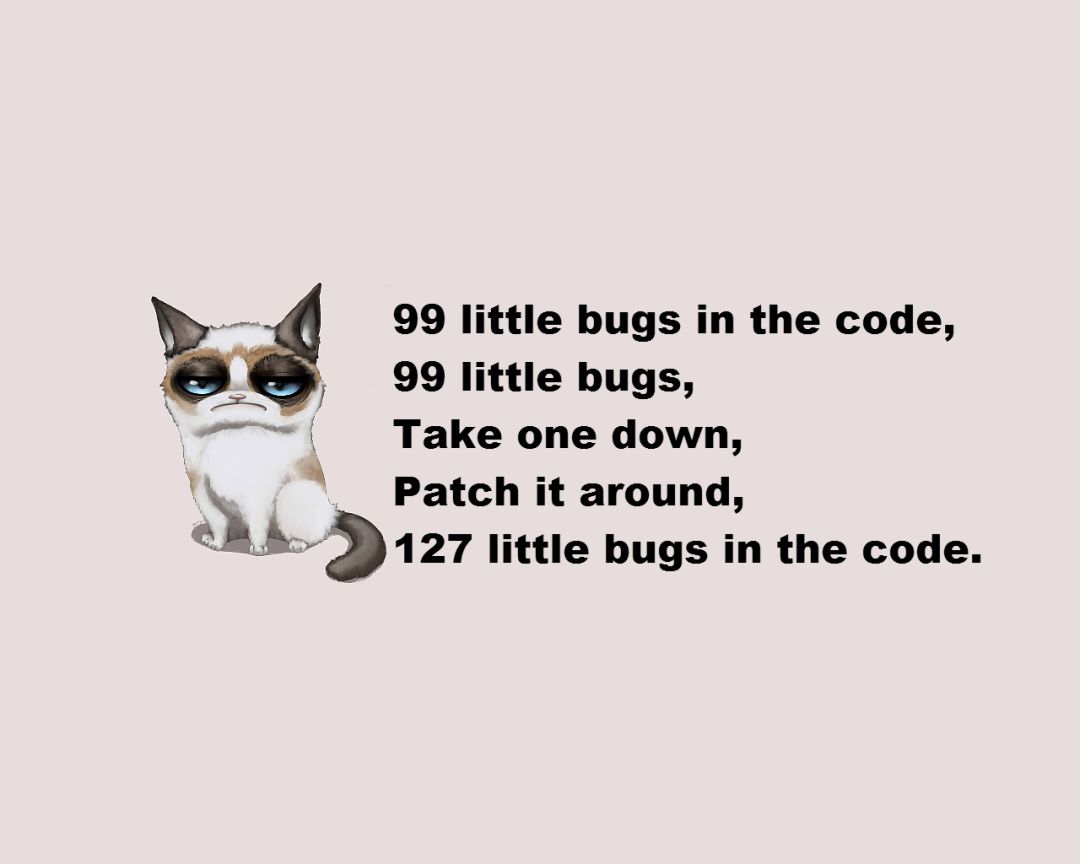 99 little bugs in the code,
99 little bugs,
Take one down,
Patch it around,
127 little bugs in the code.